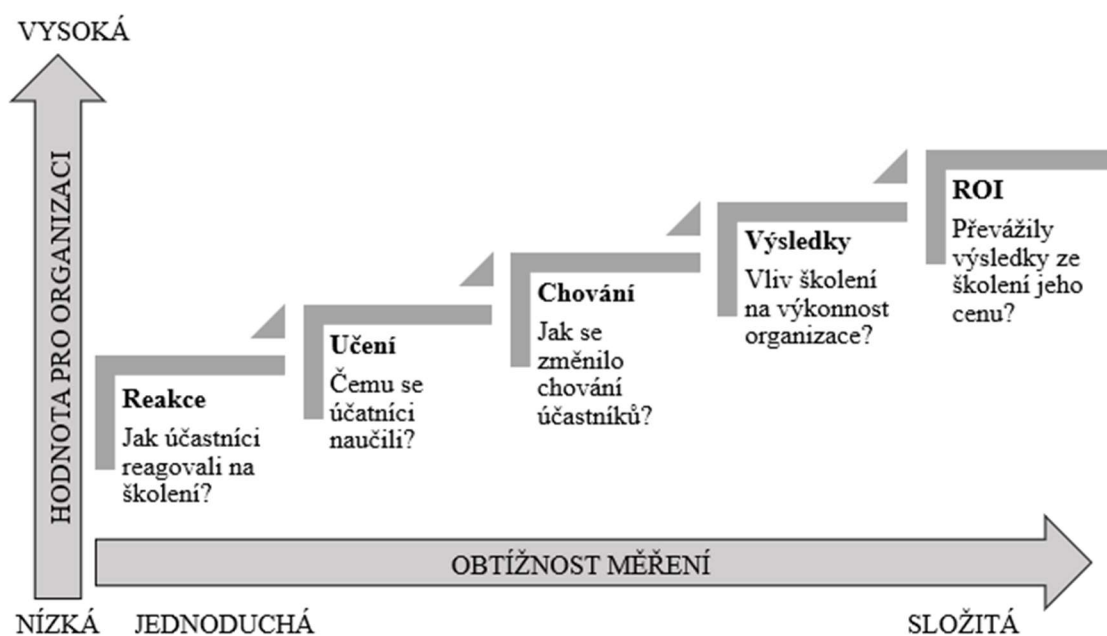 VYSOKÁ
HODNOTA PRO ORGANIZACI
Reakce
Jak účastníci
reagovali na
školení?
Učení
Čemu se
účatníci
naučili?
Chování
Jak se
změnilo
chování
účastníků?
Výsledky
Vliv školení
na výkonnost
organizace?
ROI
Převážily
výsledky ze
školení jeho
cenu?
OBTÍŽNOST MĚŘENÍ
NÍZKÁ
JEDNODUCHÁ
SLOŽITÁ